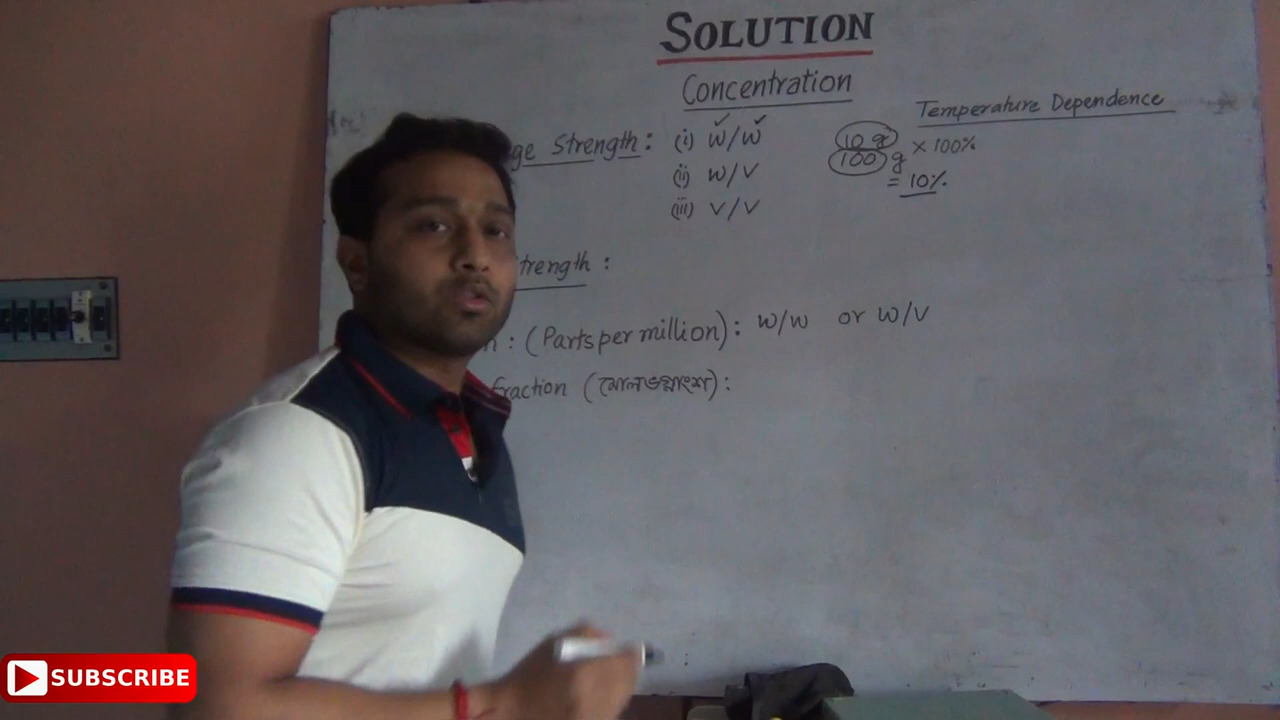 SOLUTION
Concentration
Temperature Dependence
ge Strength : (i) w/w
(ii) w/v
(iii) v/v
10 g
100 g × 100%
= 10%
trength :
: (Parts per million) : w/w or w/v
fraction (মোলভগ্নাংশ) :
SUBSCRIBE